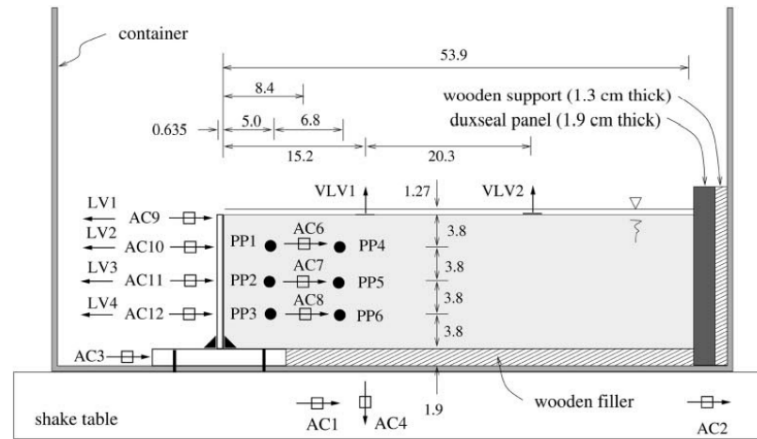 container
53.9
8.4
wooden support (1.3 cm thick)
duxseal panel (1.9 cm thick)
0.635
5.0
6.8
15.2
20.3
VLV1
1.27
VLV2
LV1
AC9
LV2
AC10
PP1
AC6
PP4
3.8
LV3
AC11
PP2
AC7
PP5
3.8
LV4
AC12
PP3
AC8
PP6
3.8
3.8
AC3
shake table
AC1
AC4
1.9
wooden filler
AC2